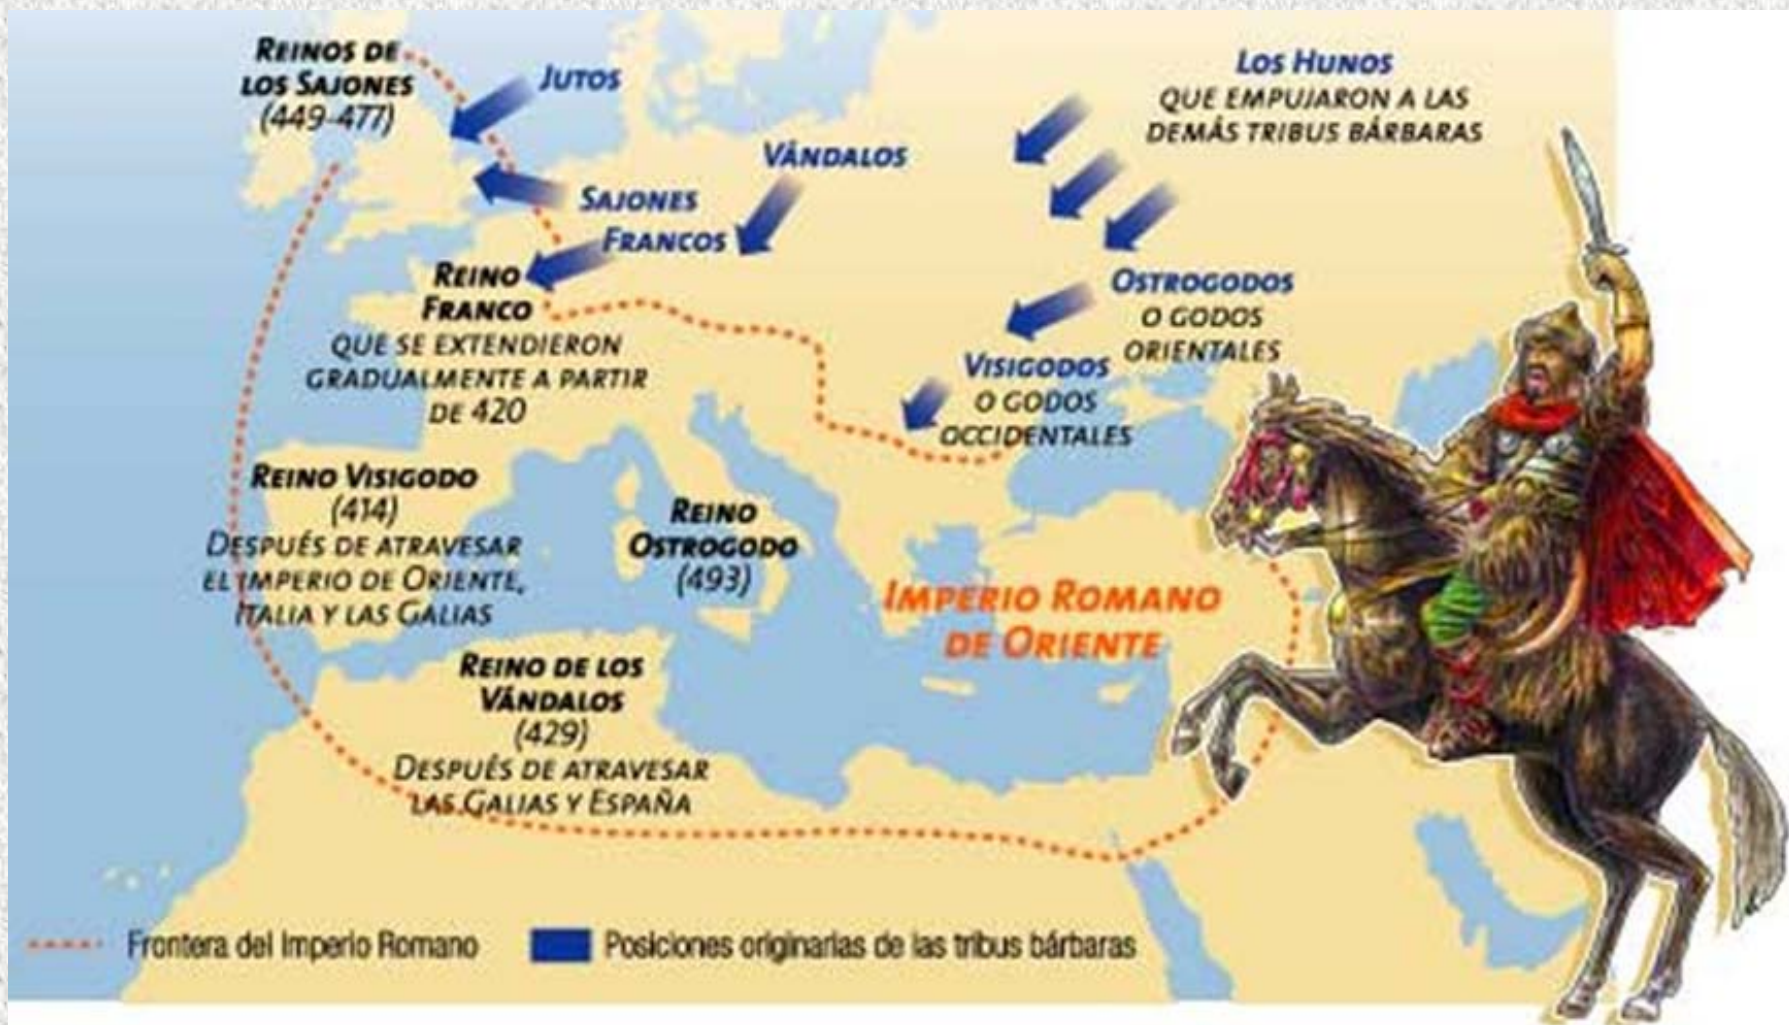 REINOS DE
LOS SAJONES
(449-477)
JUTOS
LOS HUNOS
QUE EMPUJARON A LAS
DEMÁS TRIBUS BÁRBARAS
VÁNDALOS
SAJONES
FRANCOS
REINO
FRANCO
QUE SE EXTENDIERON
GRADUALMENTE A PARTIR
DE 420
OSTROGODOS
O GODOS
ORIENTALES
VISIGODOS
O GODOS
OCCIDENTALES
REINO VISIGODO
(414)
DESPUÉS DE ATRAVESAR
EL IMPERIO DE ORIENTE,
ITALIA Y LAS GALIAS
REINO
OSTROGODO
(493)
IMPERIO ROMANO
DE ORIENTE
REINO DE LOS
VÁNDALOS
(429)
DESPUÉS DE ATRAVESAR
LAS GALIAS Y ESPAÑA
Frontera del Imperio Romano
Posiciones originarias de las tribus bárbaras